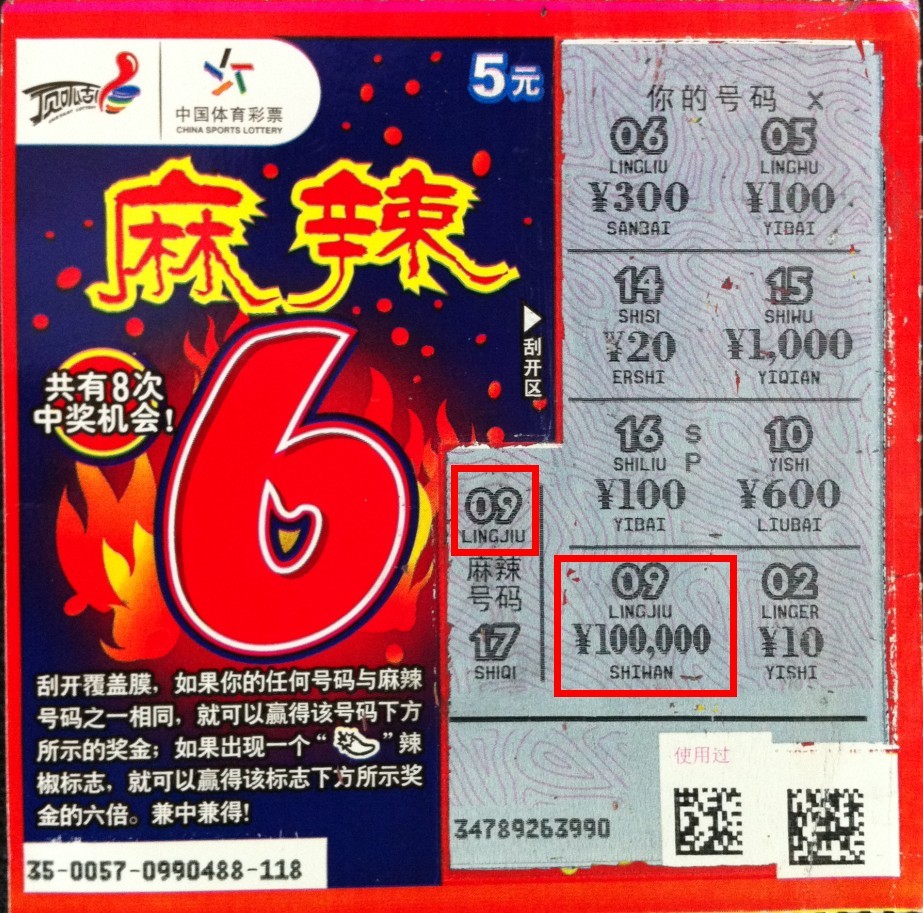 顶呱刮
中国体育彩票
CHINA SPORTS LOTTERY
5元
麻辣
6
共有8次
中奖机会!
刮开区
刮开覆盖膜，如果你的任何号码与麻辣
号码之一相同，就可以赢得该号码下方
所示的奖金；如果出现一个“ ”辣
椒标志，就可以赢得该标志下方所示奖
金的六倍。兼中兼得!
35-0057-0990488-118
09
LINGJIU
麻辣
号码
17
SHIQI
你的号码 X
06 05
LINGLIU LINGWU
¥300 ¥100
SANBAI YIBAI
14 15
SHISI SHIWU
¥20 ¥1,000
ERSHI YIQIAN
16 S 10
SHILIU P YISHI
¥100 ¥600
YIBAI LIUBAI
09 02
LINGJIU LINGER
¥100,000 ¥10
SHIWAN YISHI
使用过
34789263990